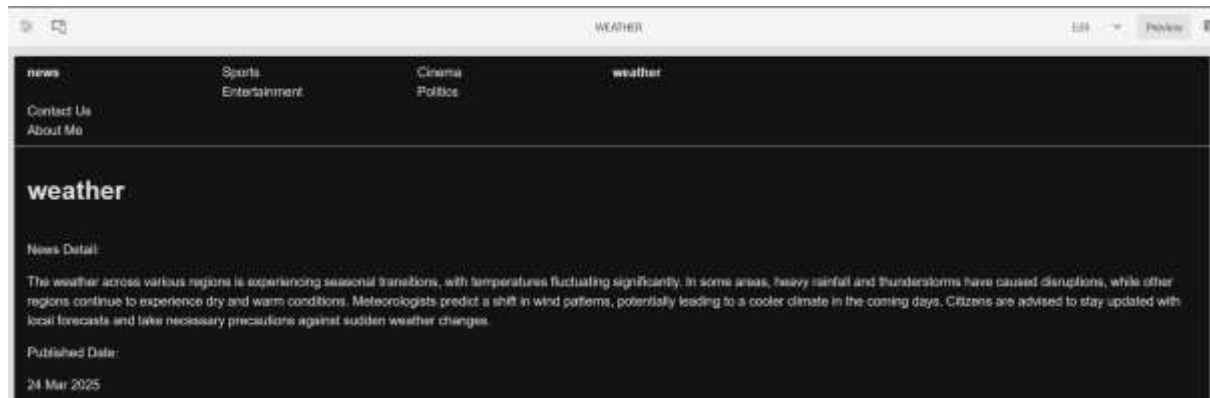 WEATHER
Edit Preview
news Sports Cinema weather
Entertainment Politics
Contact Us
About Me
weather
News Detail:
The weather across various regions is experiencing seasonal transitions, with temperatures fluctuating significantly. In some areas, heavy rainfall and thunderstorms have caused disruptions, while other
regions continue to experience dry and warm conditions. Meteorologists predict a shift in wind patterns, potentially leading to a cooler climate in the coming days. Citizens are advised to stay updated with
local forecasts and take necessary precautions against sudden weather changes.
Published Date:
24 Mar 2025